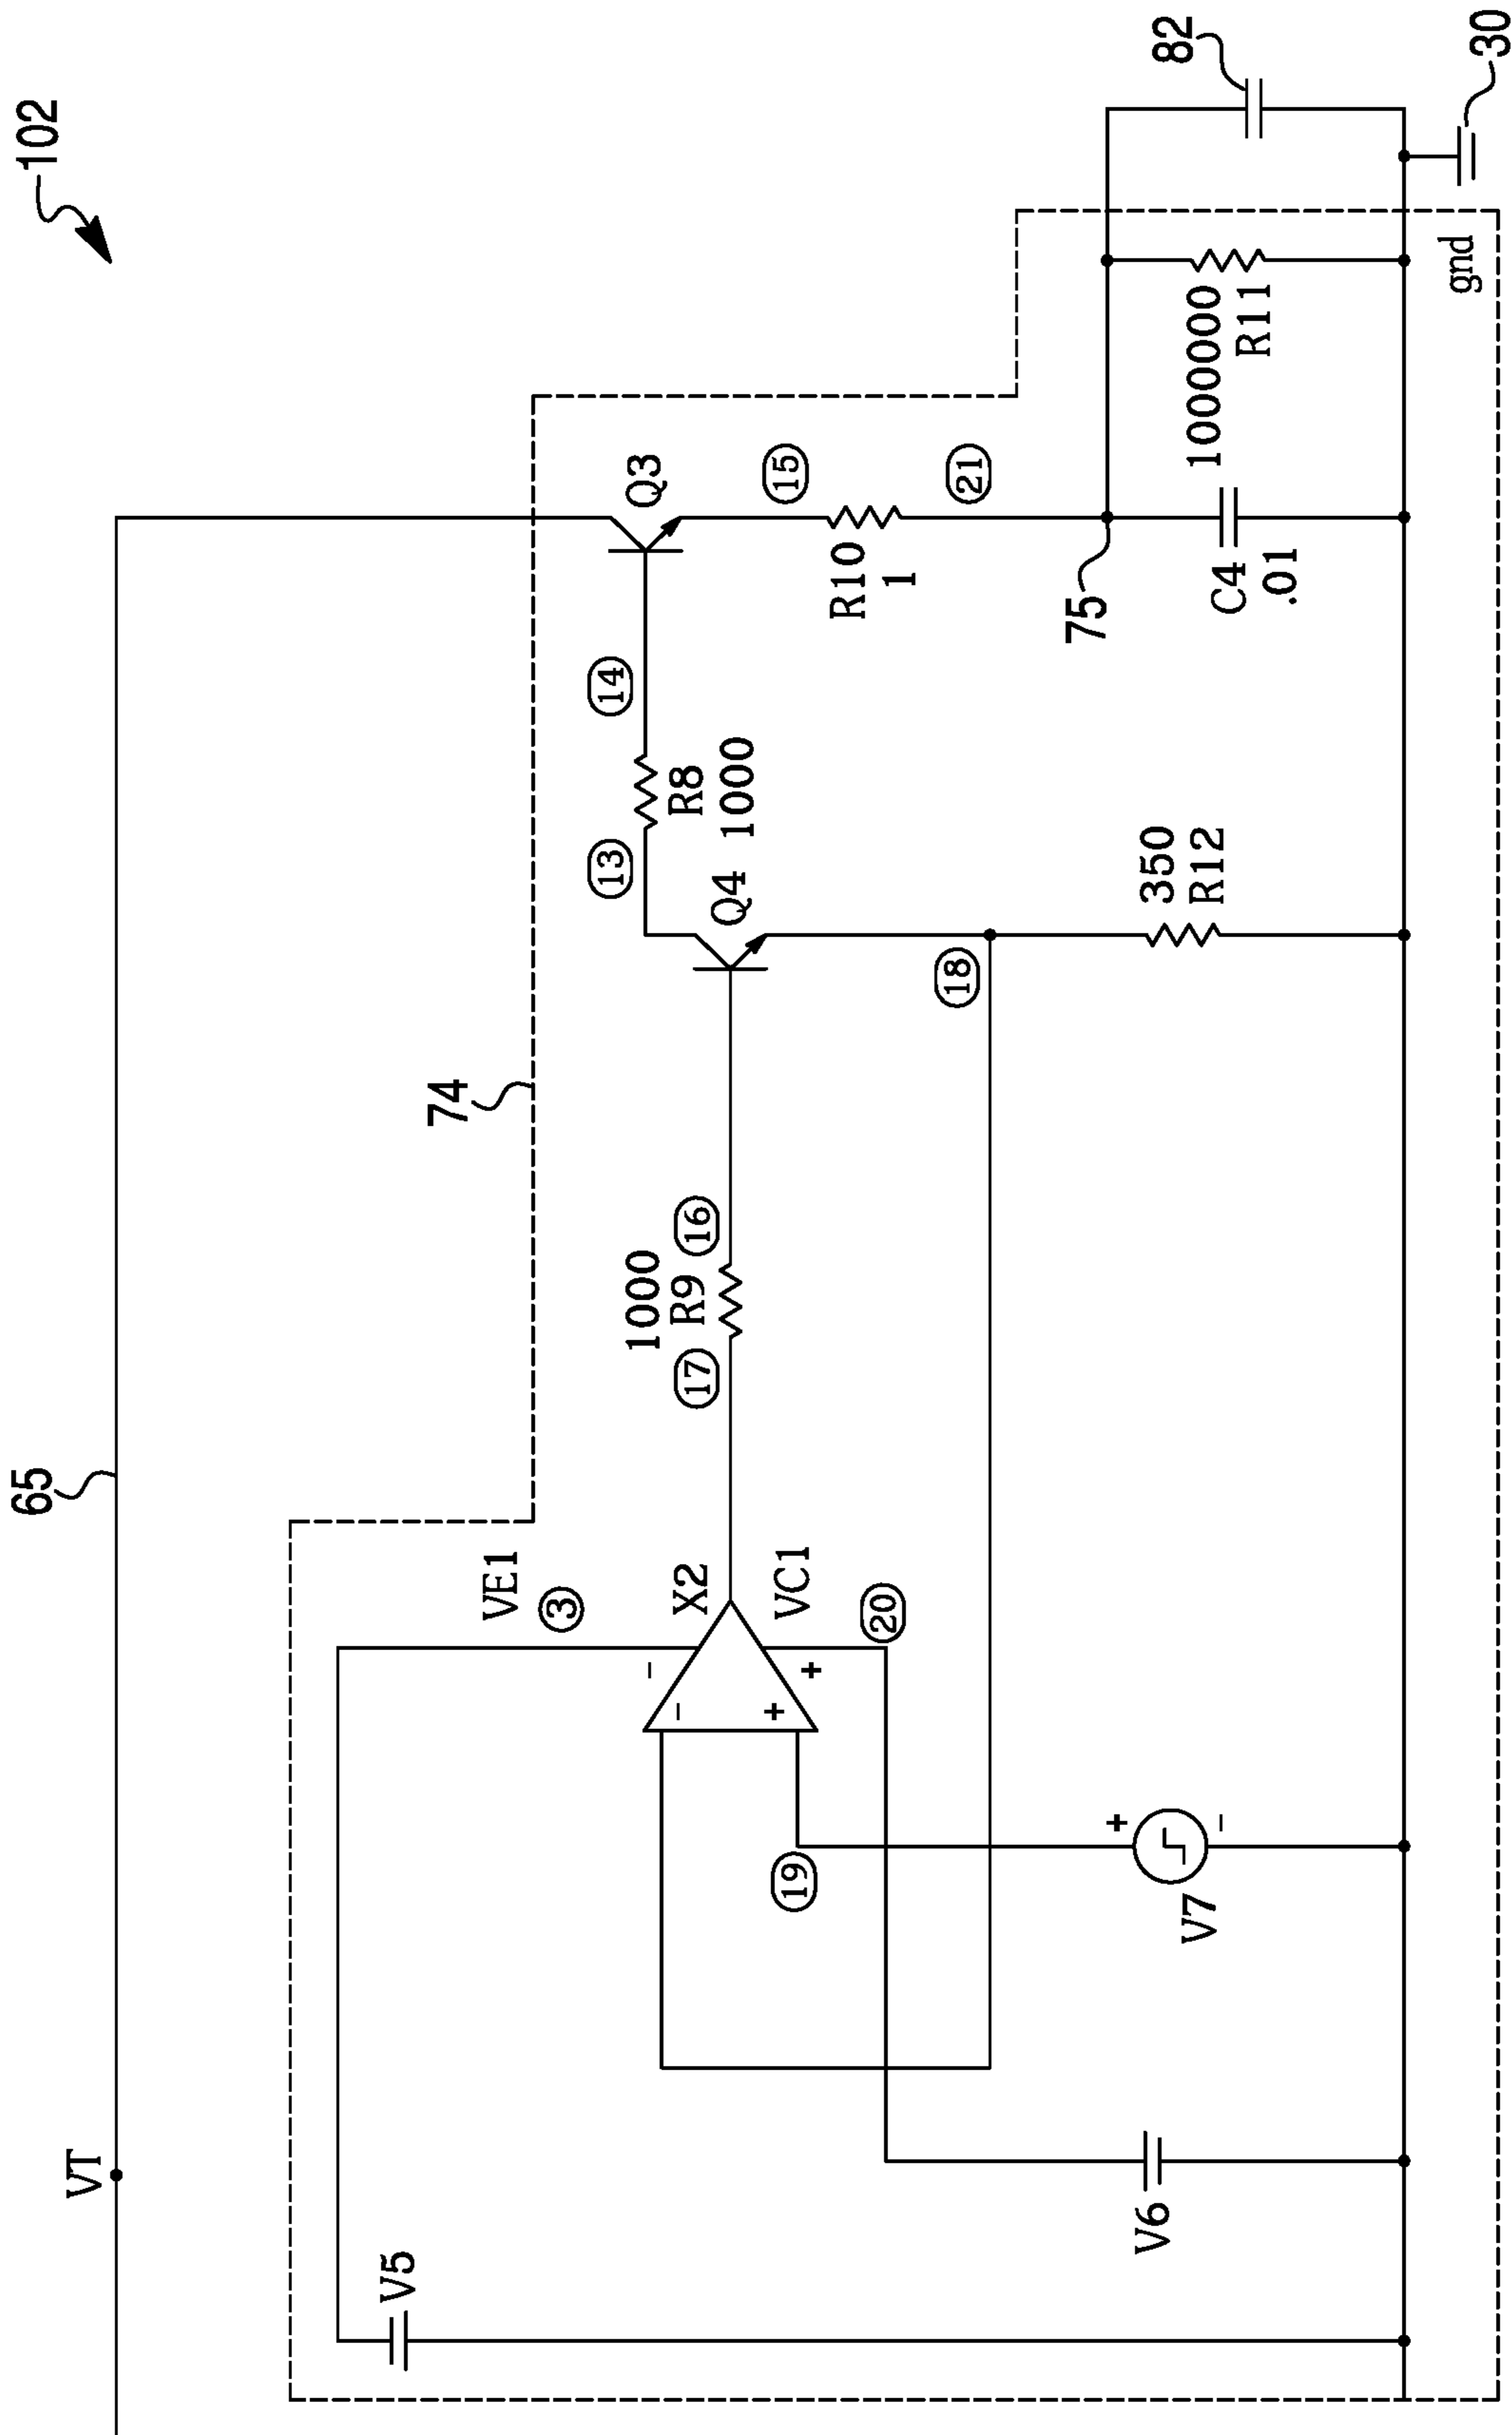 102
65
VT
74
VE1
3
V5
X2
VC1
20
19
V7
V6
1000
R9
17
16
13
R8
1000
14
Q4
Q3
18
15
R10
1
21
75
350
R12
C4
.01
1000000
R11
82
30
gnd
-
-
+
+
+
-